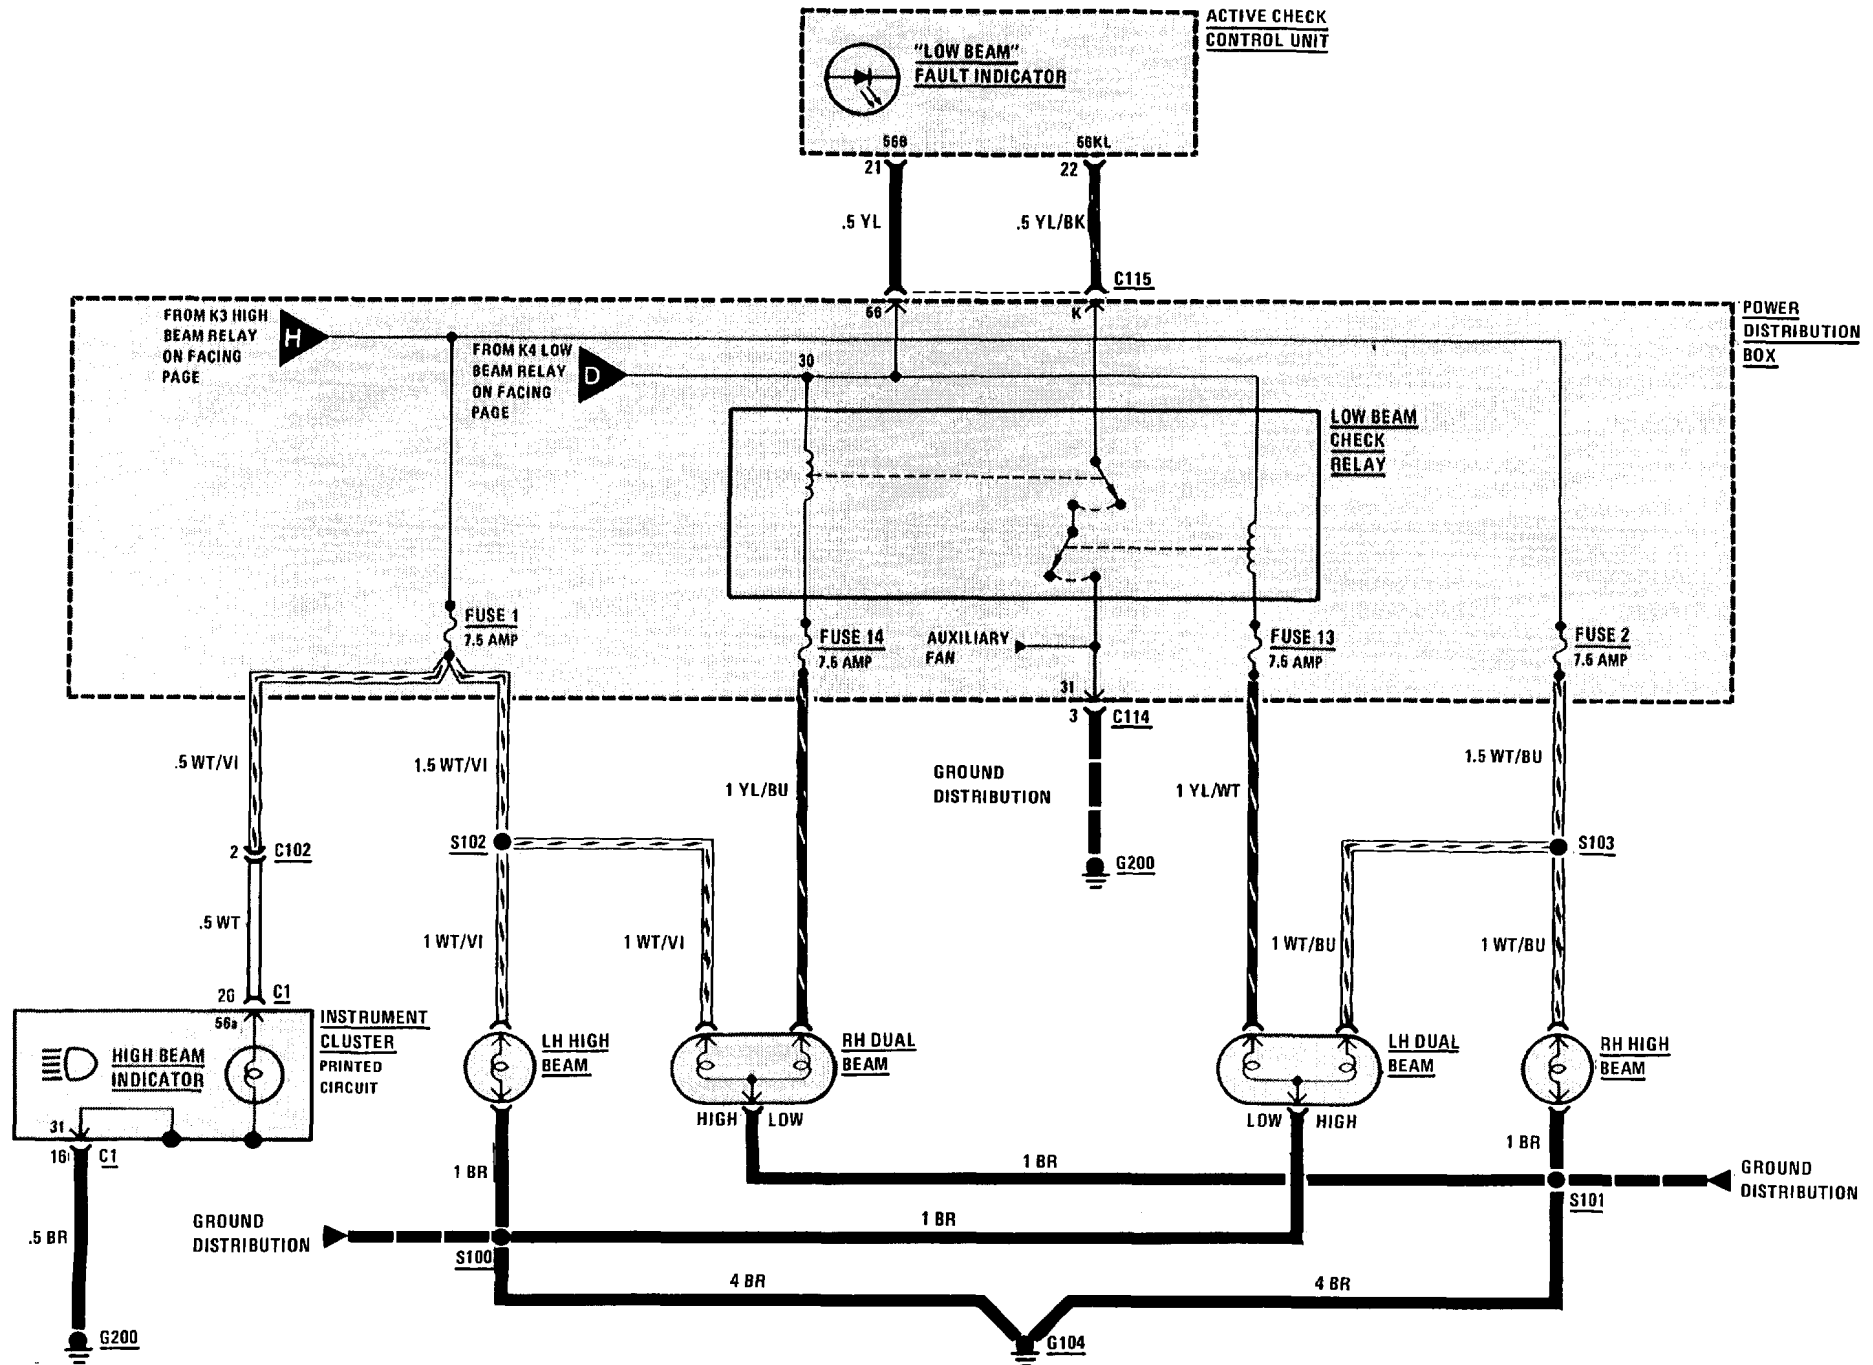 ACTIVE CHECK
CONTROL UNIT
"LOW BEAM"
FAULT INDICATOR
56B
56KL
21
22
.5 YL
.5 YL/BK
C115
POWER
DISTRIBUTION
BOX
FROM K3 HIGH
BEAM RELAY
ON FACING
PAGE
H
56
K
FROM K4 LOW
BEAM RELAY
ON FACING
PAGE
D
30
LOW BEAM
CHECK
RELAY
FUSE 1
7.5 AMP
FUSE 14
7.5 AMP
AUXILIARY
FAN
FUSE 13
7.5 AMP
FUSE 2
7.5 AMP
31
3
C114
.5 WT/VI
1.5 WT/VI
1 YL/BU
GROUND
DISTRIBUTION
1 YL/WT
1.5 WT/BU
S102
S103
2
C102
G200
.5 WT
1 WT/VI
1 WT/VI
1 WT/BU
1 WT/BU
20
C1
56a
INSTRUMENT
CLUSTER
PRINTED
CIRCUIT
HIGH BEAM
INDICATOR
LH HIGH
BEAM
RH DUAL
BEAM
LH DUAL
BEAM
RH HIGH
BEAM
HIGH
LOW
LOW
HIGH
31
16
C1
1 BR
1 BR
1 BR
GROUND
DISTRIBUTION
S101
.5 BR
GROUND
DISTRIBUTION
1 BR
S100
4 BR
4 BR
G200
G104